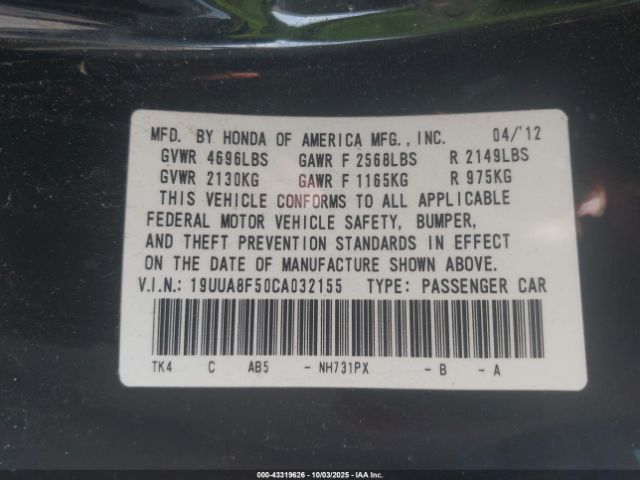 MFD. BY HONDA OF AMERICA MFG., INC. 04/'12
GVWR 4696LBS GAWR F 2568LBS R 2149LBS
GVWR 2130KG GAWR F 1165KG R 975KG
THIS VEHICLE CONFORMS TO ALL APPLICABLE
FEDERAL MOTOR VEHICLE SAFETY, BUMPER,
AND THEFT PREVENTION STANDARDS IN EFFECT
ON THE DATE OF MANUFACTURE SHOWN ABOVE.
V.I.N.: 19UUA8F50CA032155 TYPE: PASSENGER CAR
TK4 C AB5 - NH731PX - B - A
000-43319626 - 10/03/2025 - IAA Inc.